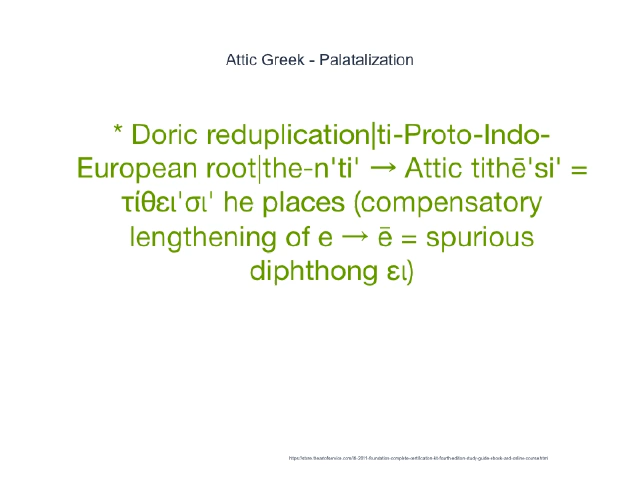 Attic Greek - Palatalization
* Doric reduplication|ti-Proto-Indo-
European root|the-n'ti' → Attic tithē'si' =
τίθει'σι' he places (compensatory
lengthening of e → ē = spurious
diphthong ει)